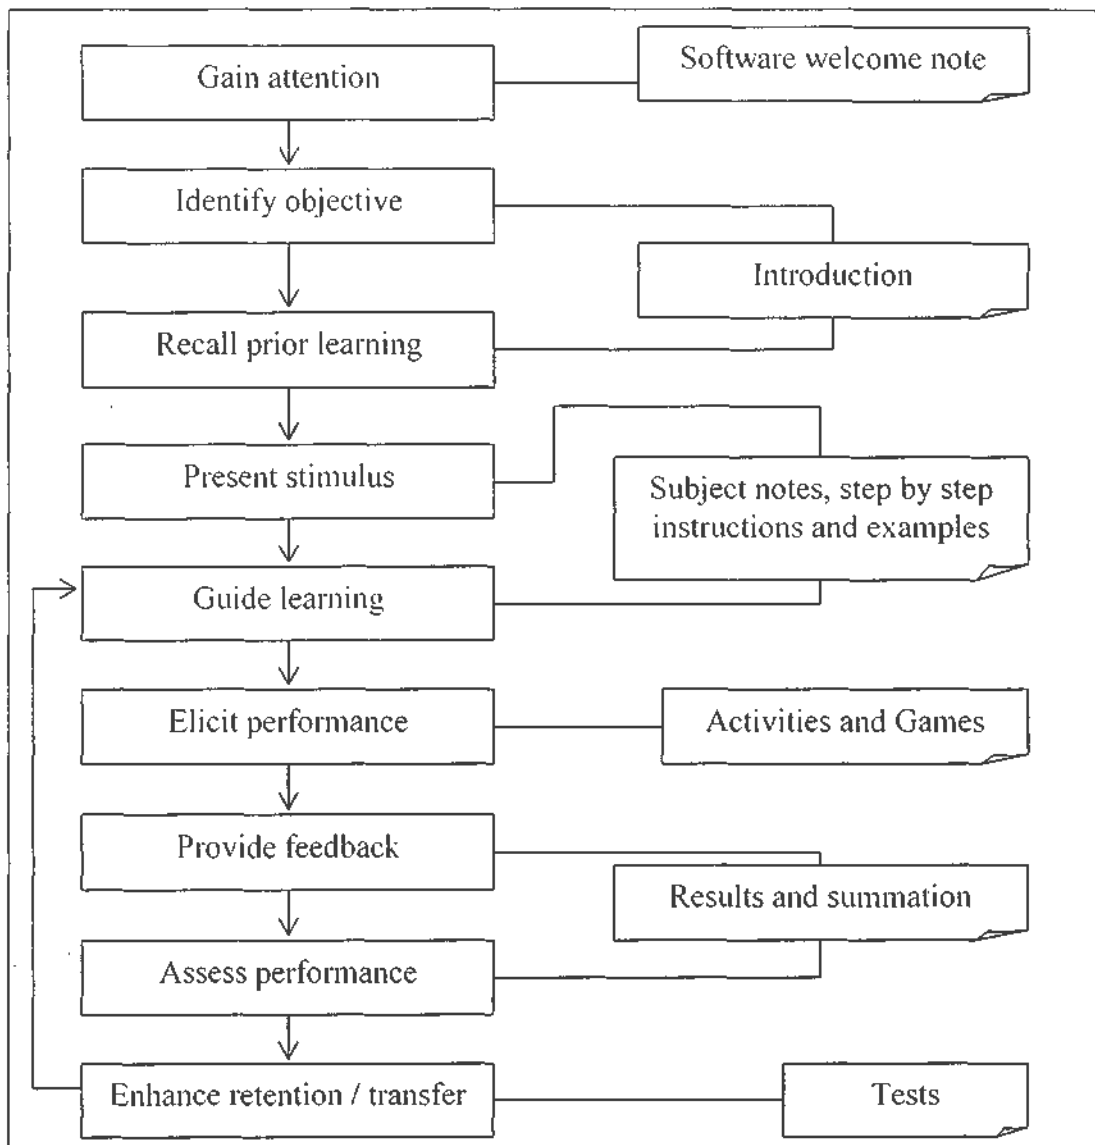 Gain attention
Software welcome note
Identify objective
Introduction
Recall prior learning
Present stimulus
Subject notes, step by step
instructions and examples
Guide learning
Elicit performance
Activities and Games
Provide feedback
Results and summation
Assess performance
Enhance retention / transfer
Tests